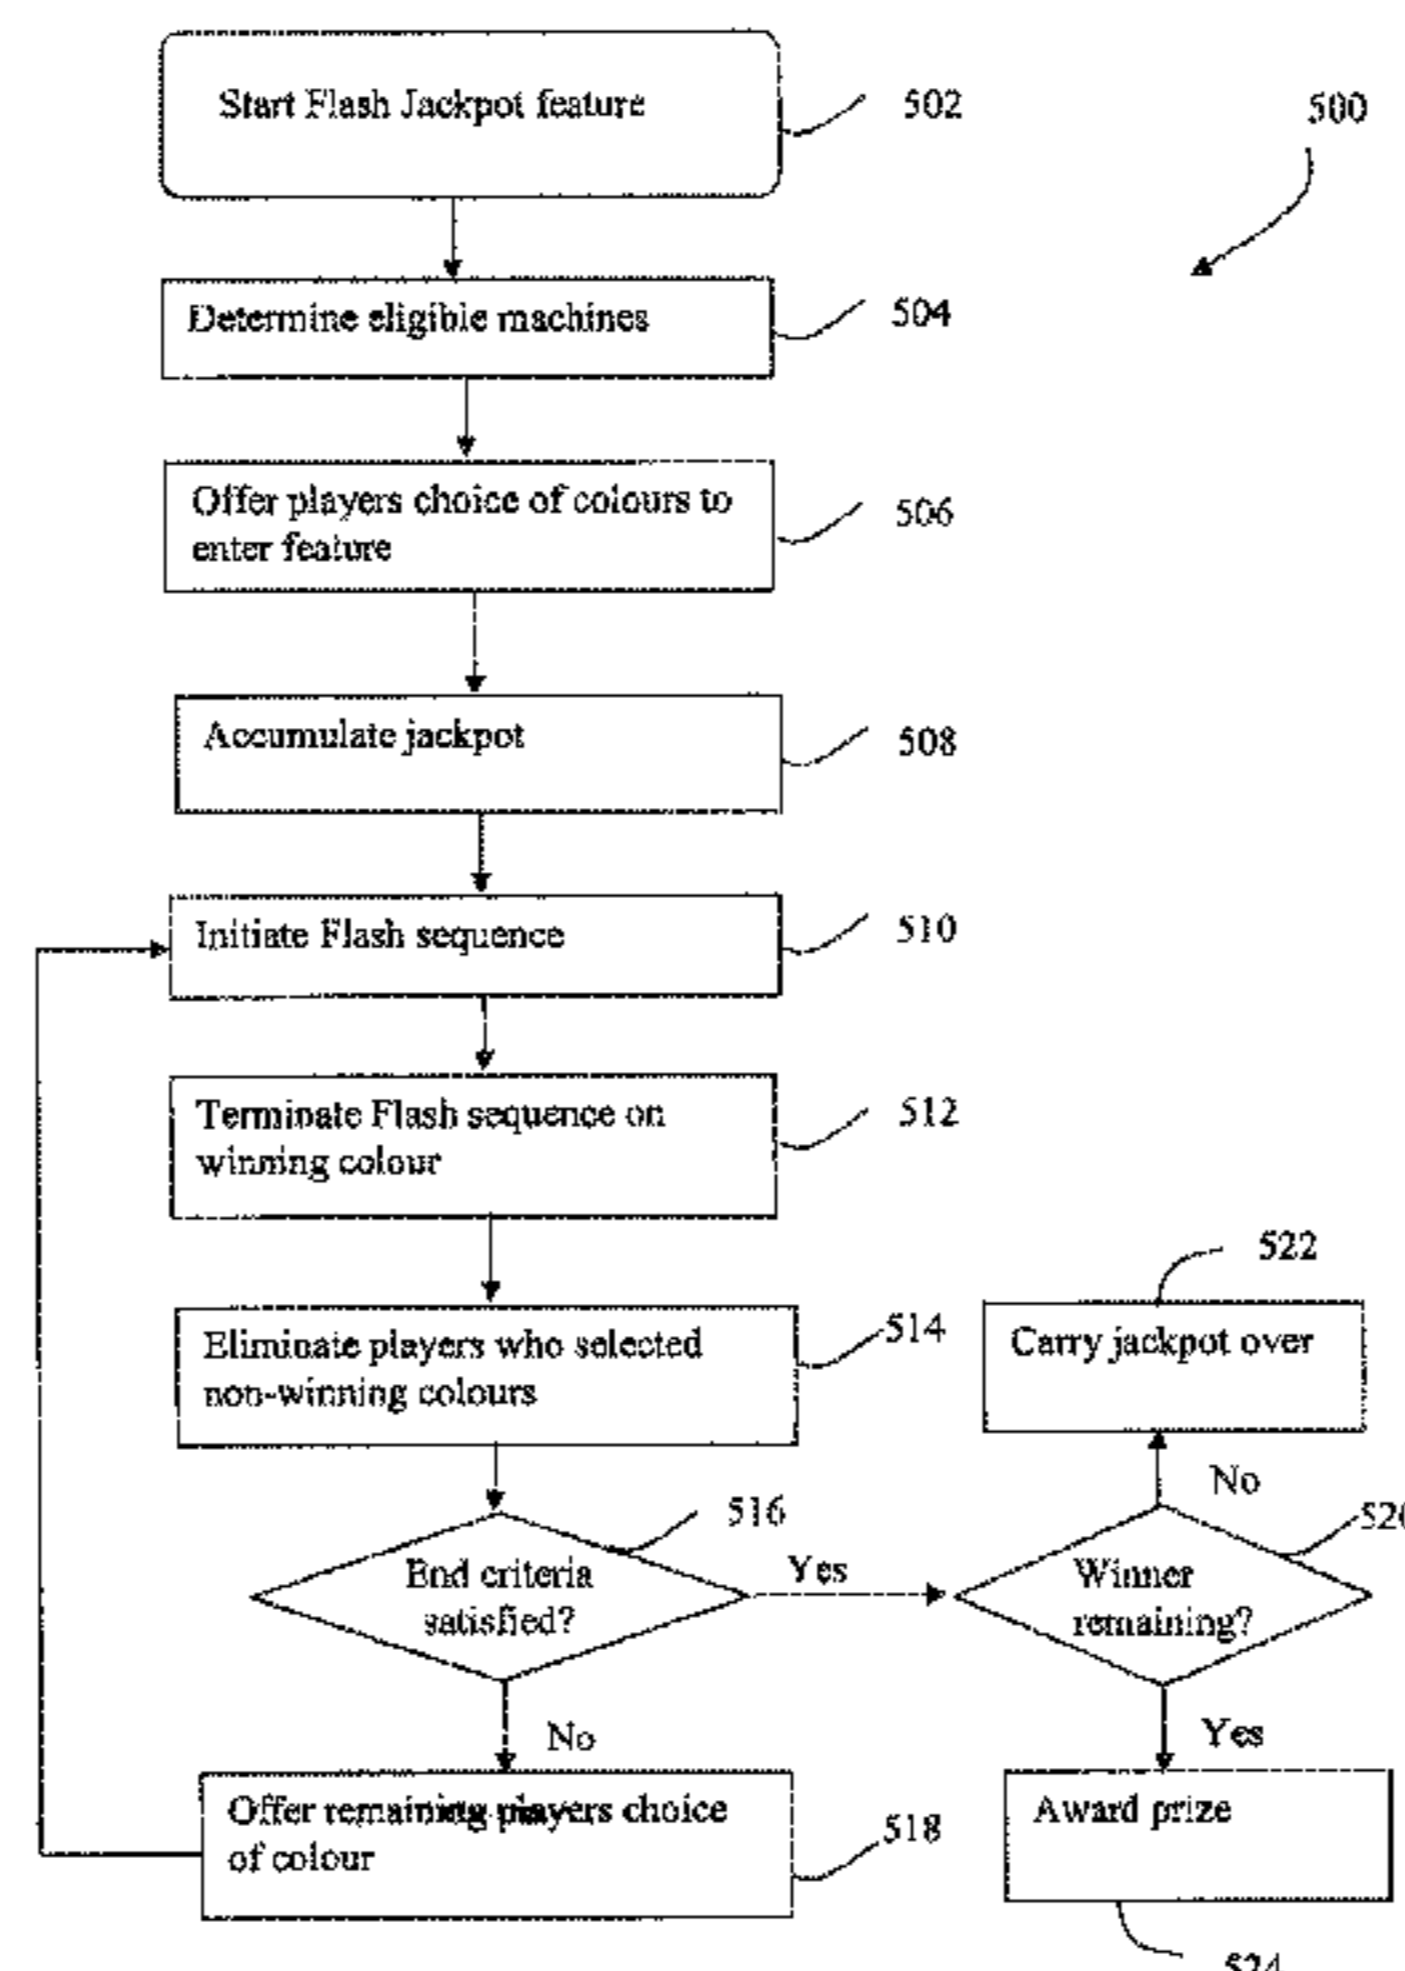 Start Flash Jackpot feature
502
500
Determine eligible machines
504
Offer players choice of colours to
enter feature
506
Accumulate jackpot
508
Initiate Flash sequence
510
Terminate Flash sequence on
winning colour
512
522
Eliminate players who selected
non-winning colours
514
Carry jackpot over
No
516
520
End criteria
satisfied?
Yes
Winner
remaining?
No
Yes
Offer remaining players choice
of colour
518
Award prize
524